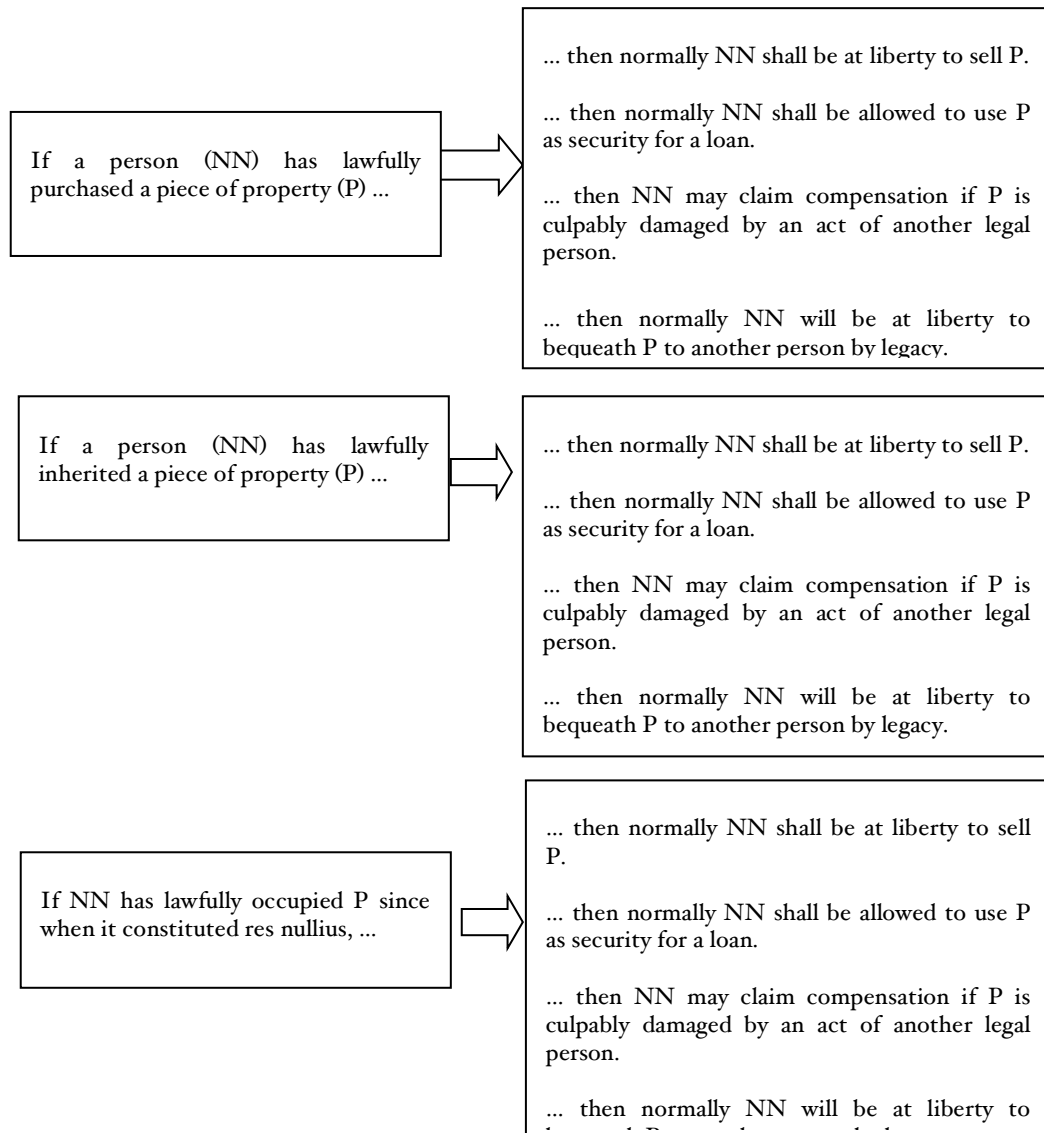 If a person (NN) has lawfully
purchased a piece of property (P) ...
... then normally NN shall be at liberty to sell P.
... then normally NN shall be allowed to use P
as security for a loan.
... then NN may claim compensation if P is
culpably damaged by an act of another legal
person.
... then normally NN will be at liberty to
bequeath P to another person by legacy.
If a person (NN) has lawfully
inherited a piece of property (P) ...
... then normally NN shall be at liberty to sell P.
... then normally NN shall be allowed to use P
as security for a loan.
... then NN may claim compensation if P is
culpably damaged by an act of another legal
person.
... then normally NN will be at liberty to
bequeath P to another person by legacy.
If NN has lawfully occupied P since
when it constituted res nullius, ...
... then normally NN shall be at liberty to sell
P.
... then normally NN shall be allowed to use P
as security for a loan.
... then NN may claim compensation if P is
culpably damaged by an act of another legal
person.
... then normally NN will be at liberty to